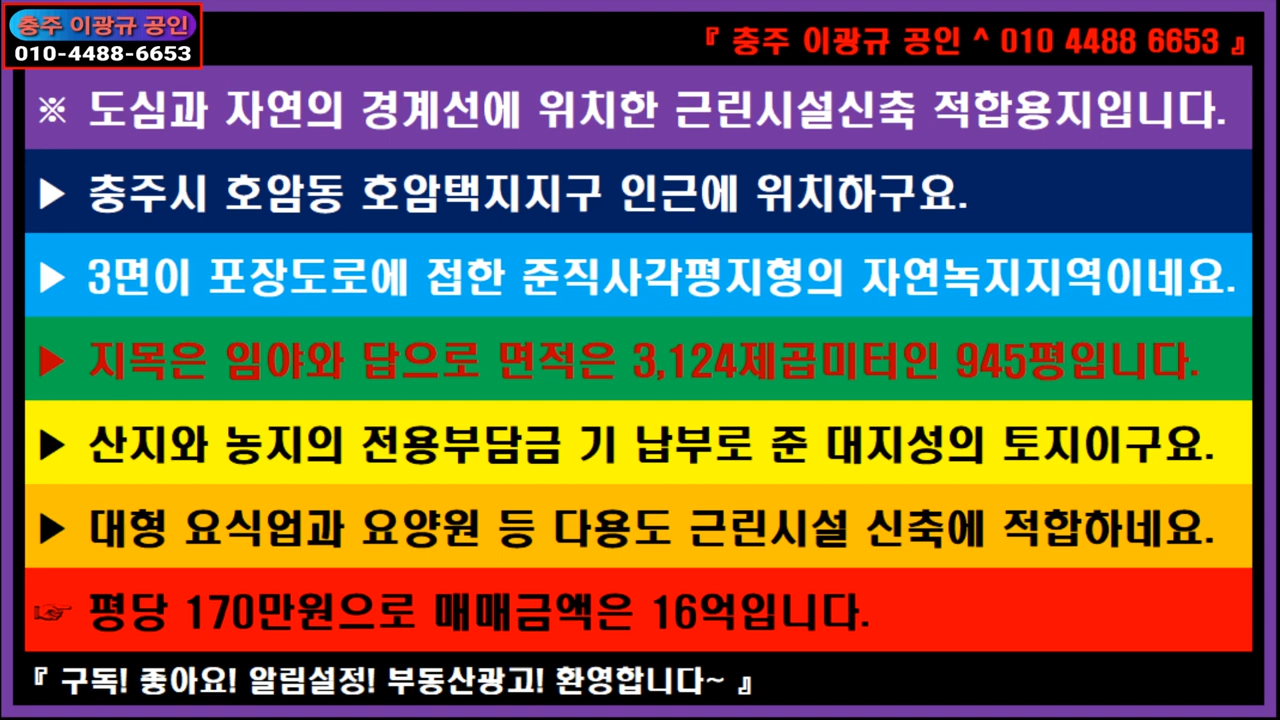 충주 이광규 공인
010-4488-6653
『 충주 이광규 공인 ^ 010 4488 6653 』
※ 도심과 자연의 경계선에 위치한 근린시설신축 적합용지입니다.
▶ 충주시 호암동 호암택지지구 인근에 위치하구요.
▶ 3면이 포장도로에 접한 준직사각평지형의 자연녹지지역이네요.
▶ 지목은 임야와 답으로 면적은 3,124제곱미터인 945평입니다.
▶ 산지와 농지의 전용부담금 기 납부로 준 대지성의 토지이구요.
▶ 대형 요식업과 요양원 등 다용도 근린시설 신축에 적합하네요.
☞ 평당 170만원으로 매매금액은 16억입니다.
『 구독! 좋아요! 알림설정! 부동산광고! 환영합니다~ 』